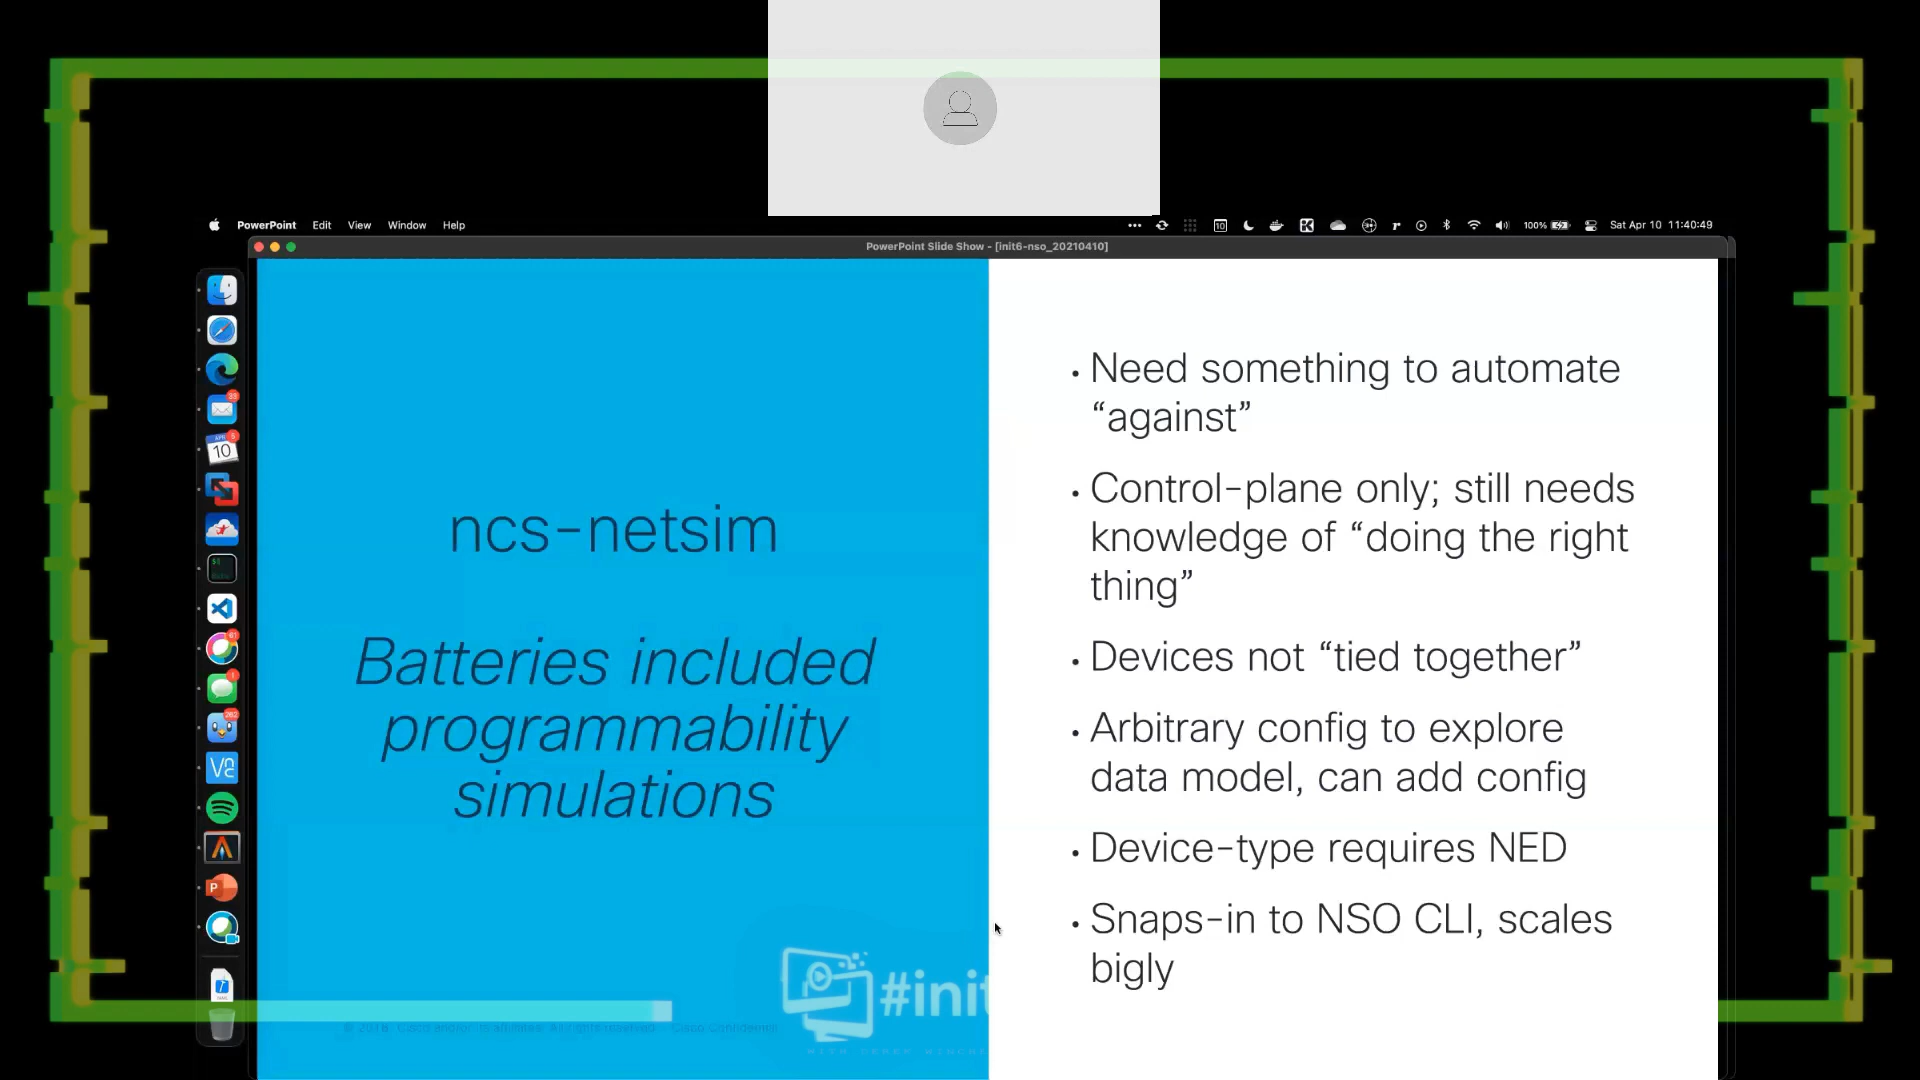 PowerPoint Edit View Window Help
10
100%
Sat Apr 10 11:40:49
PowerPoint Slide Show - [init6-nso_20210410]
ncs-netsim
Batteries included
programmability
simulations
Need something to automate
“against”
Control-plane only; still needs
knowledge of “doing the right
thing”
Devices not “tied together”
Arbitrary config to explore
data model, can add config
Device-type requires NED
Snaps-in to NSO CLI, scales
bigly
10
#init